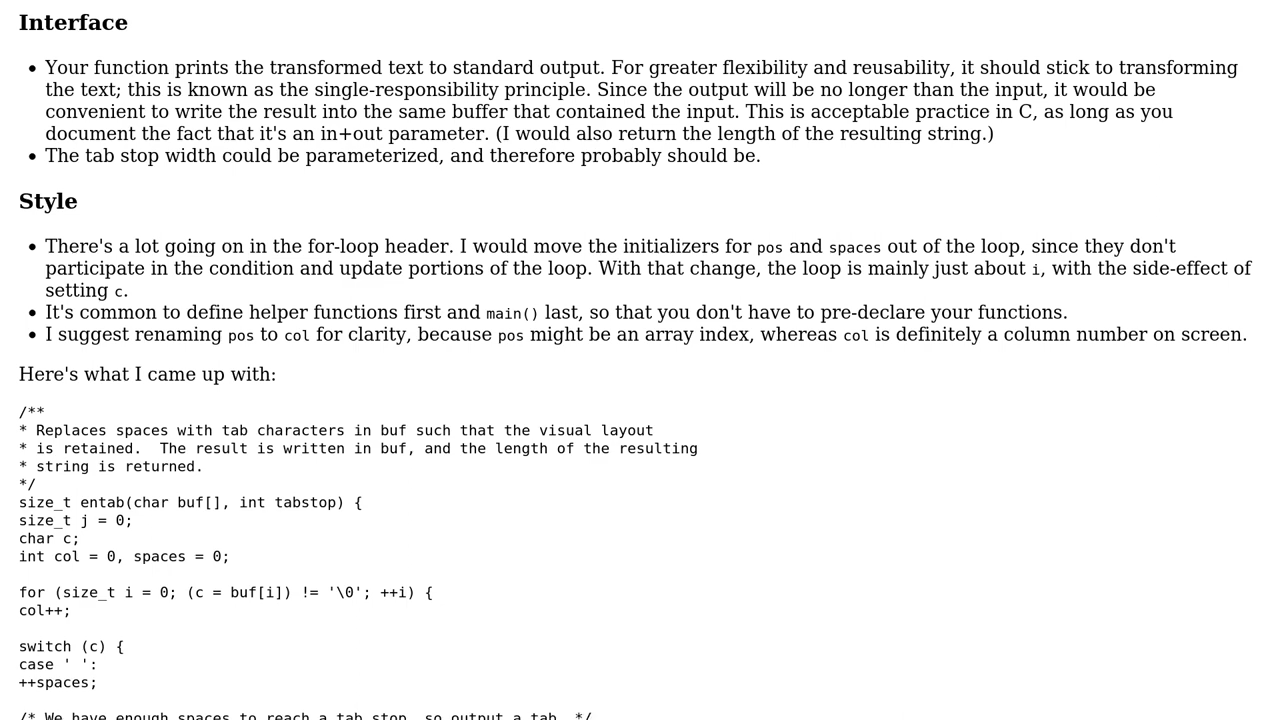 Interface
• Your function prints the transformed text to standard output. For greater flexibility and reusability, it should stick to transforming
the text; this is known as the single-responsibility principle. Since the output will be no longer than the input, it would be
convenient to write the result into the same buffer that contained the input. This is acceptable practice in C, as long as you
document the fact that it's an in+out parameter. (I would also return the length of the resulting string.)
• The tab stop width could be parameterized, and therefore probably should be.
Style
• There's a lot going on in the for-loop header. I would move the initializers for pos and spaces out of the loop, since they don't
participate in the condition and update portions of the loop. With that change, the loop is mainly just about i, with the side-effect of
setting c.
• It's common to define helper functions first and main() last, so that you don't have to pre-declare your functions.
• I suggest renaming pos to col for clarity, because pos might be an array index, whereas col is definitely a column number on screen.
Here's what I came up with:
/**
* Replaces spaces with tab characters in buf such that the visual layout
* is retained.  The result is written in buf, and the length of the resulting
* string is returned.
*/
size_t entab(char buf[], int tabstop) {
size_t j = 0;
char c;
int col = 0, spaces = 0;
for (size_t i = 0; (c = buf[i]) != '\0'; ++i) {
col++;
switch (c) {
case ' ':
++spaces;
/* We have enough spaces to reach a tab stop, so output a tab. */